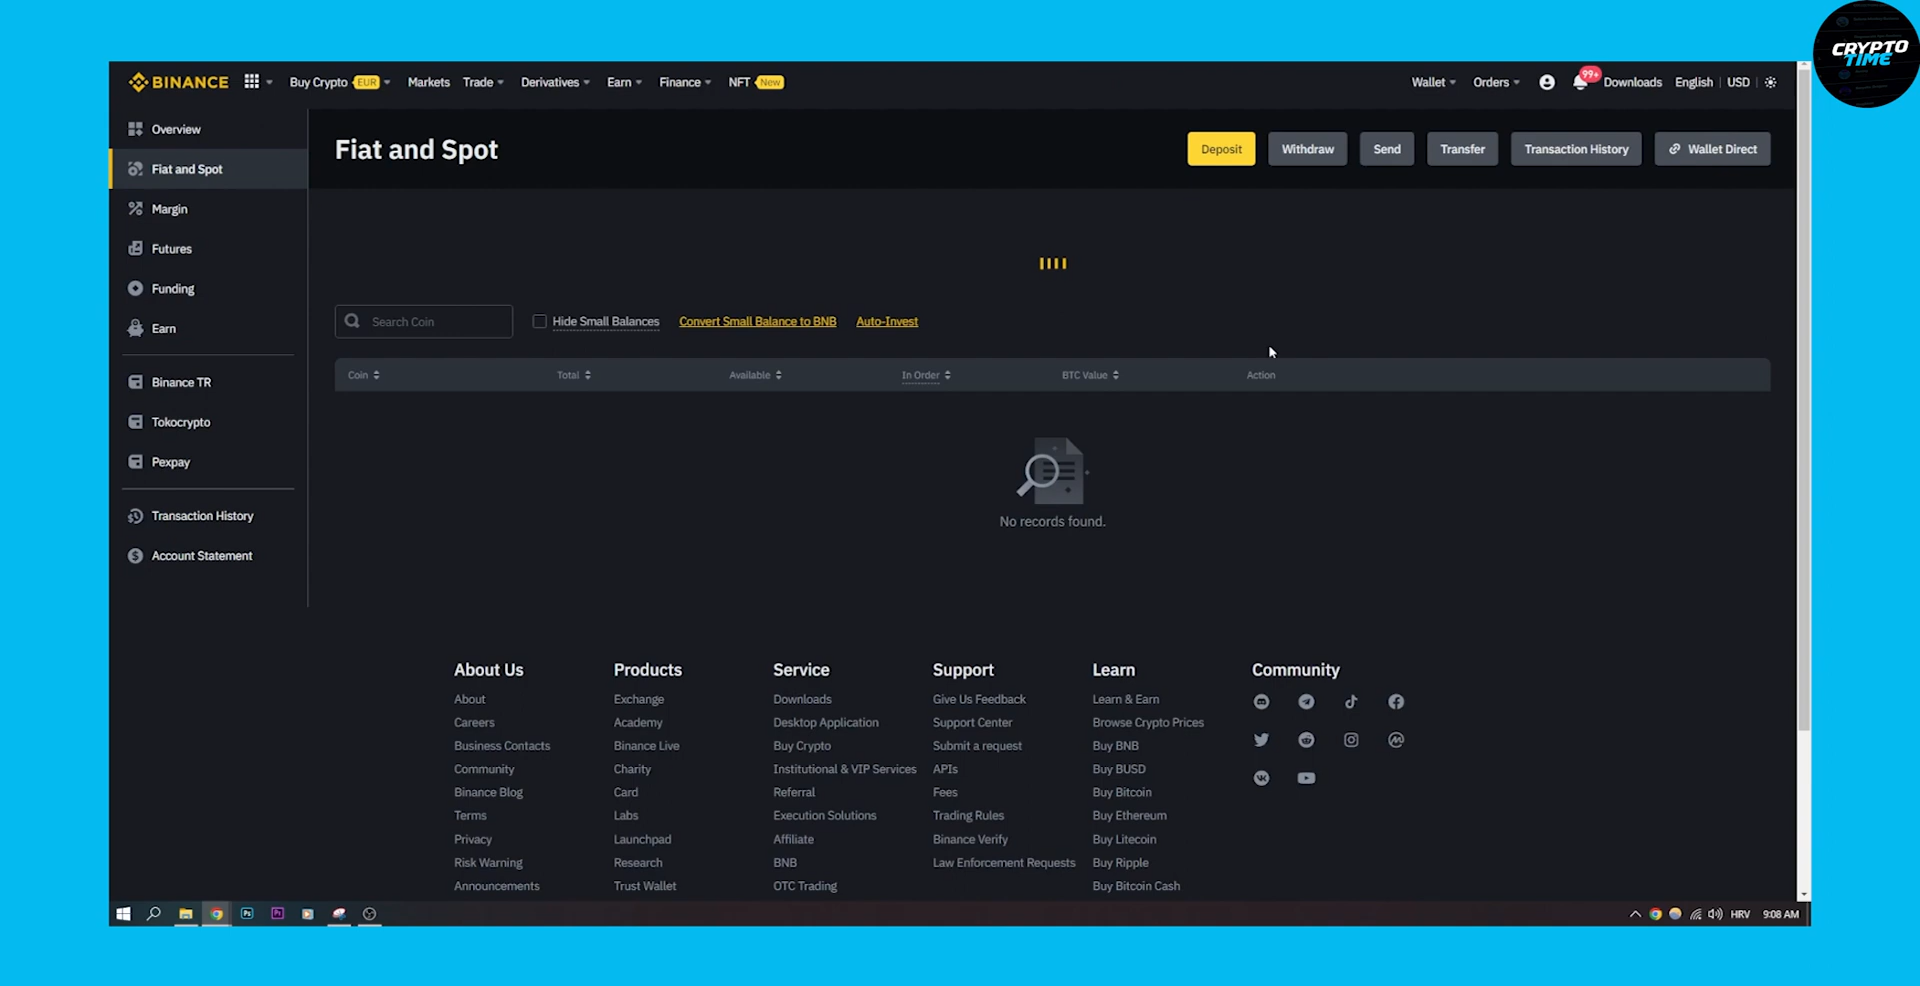 CRYPTO
TIME
BINANCE Buy Crypto EUR Markets Trade Derivatives Earn Finance NFT New Wallet Orders 99+ Downloads English | USD
Overview
Fiat and Spot
Margin
Futures
Funding
Earn
Binance TR
Tokocrypto
Pexpay
Transaction History
Account Statement
Fiat and Spot
Deposit Withdraw Send Transfer Transaction History Wallet Direct
Search Coin Hide Small Balances Convert Small Balance to BNB Auto-Invest
Coin Total Available In Order BTC Value Action
No records found.
About Us
About
Careers
Business Contacts
Community
Binance Blog
Terms
Privacy
Risk Warning
Announcements
Products
Exchange
Academy
Binance Live
Charity
Card
Labs
Launchpad
Research
Trust Wallet
Service
Downloads
Desktop Application
Buy Crypto
Institutional & VIP Services
Referral
Execution Solutions
Affiliate
BNB
OTC Trading
Support
Give Us Feedback
Support Center
Submit a request
APIs
Fees
Trading Rules
Binance Verify
Law Enforcement Requests
Learn
Learn & Earn
Browse Crypto Prices
Buy BNB
Buy BUSD
Buy Bitcoin
Buy Ethereum
Buy Litecoin
Buy Ripple
Buy Bitcoin Cash
Community
Ps Pr HRV 9:08 AM